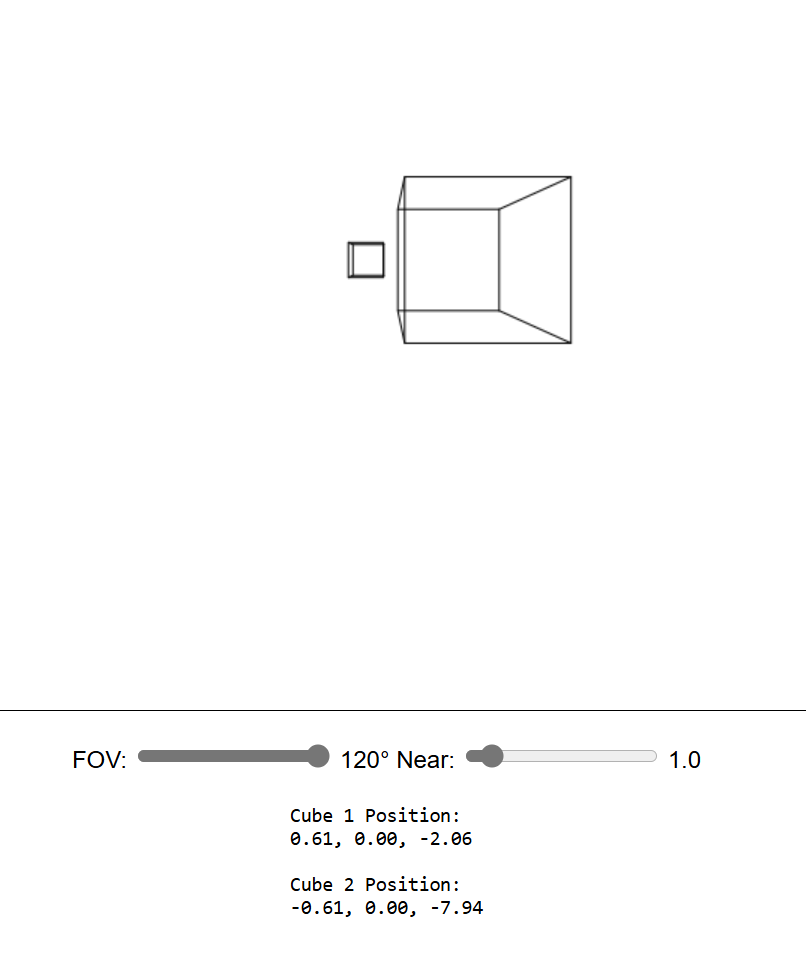 FOV: 120° Near: 1.0
Cube 1 Position:
0.61, 0.00, -2.06
Cube 2 Position:
-0.61, 0.00, -7.94